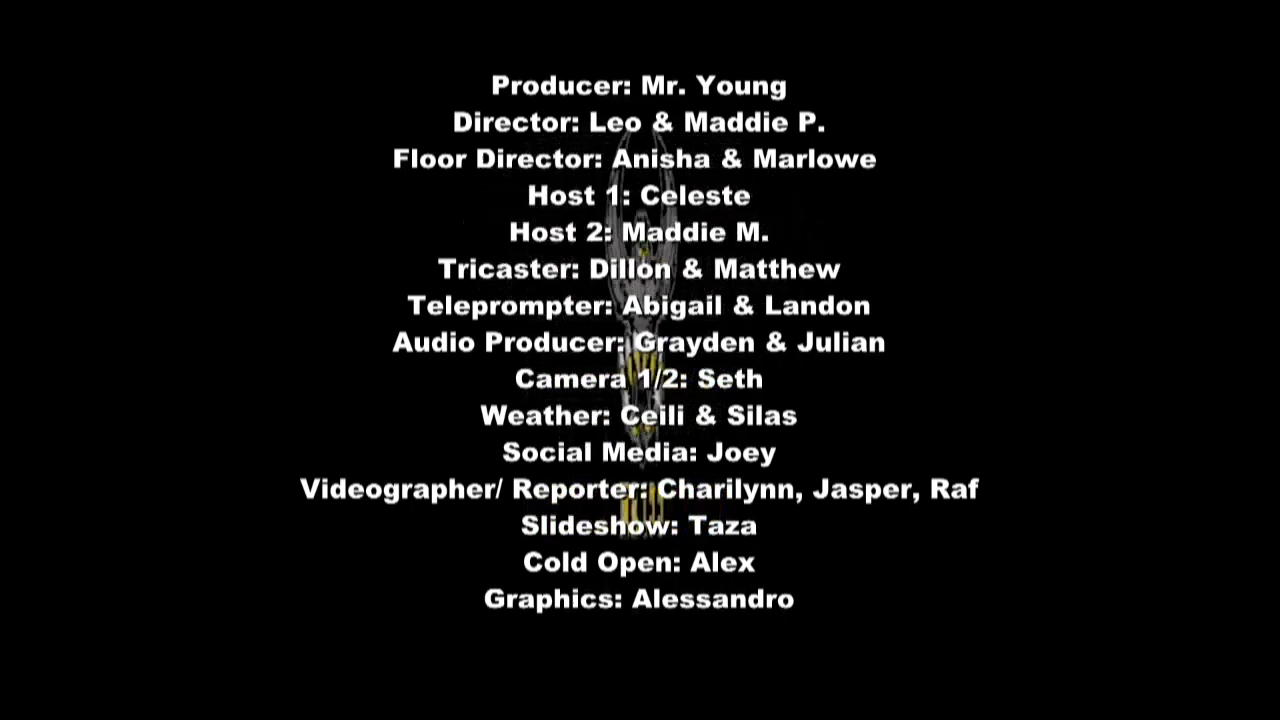 Producer: Mr. Young
Director: Leo & Maddie P.
Floor Director: Anisha & Marlowe
Host 1: Celeste
Host 2: Maddie M.
Tricaster: Dillon & Matthew
Teleprompter: Abigail & Landon
Audio Producer: Grayden & Julian
Camera 1/2: Seth
Weather: Ceili & Silas
Social Media: Joey
Videographer/ Reporter: Charilynn, Jasper, Raf
Slideshow: Taza
Cold Open: Alex
Graphics: Alessandro